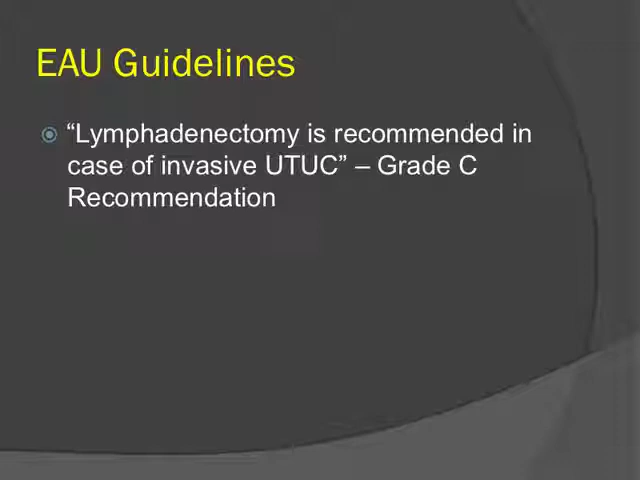 EAU Guidelines
“Lymphadenectomy is recommended in
case of invasive UTUC” – Grade C
Recommendation